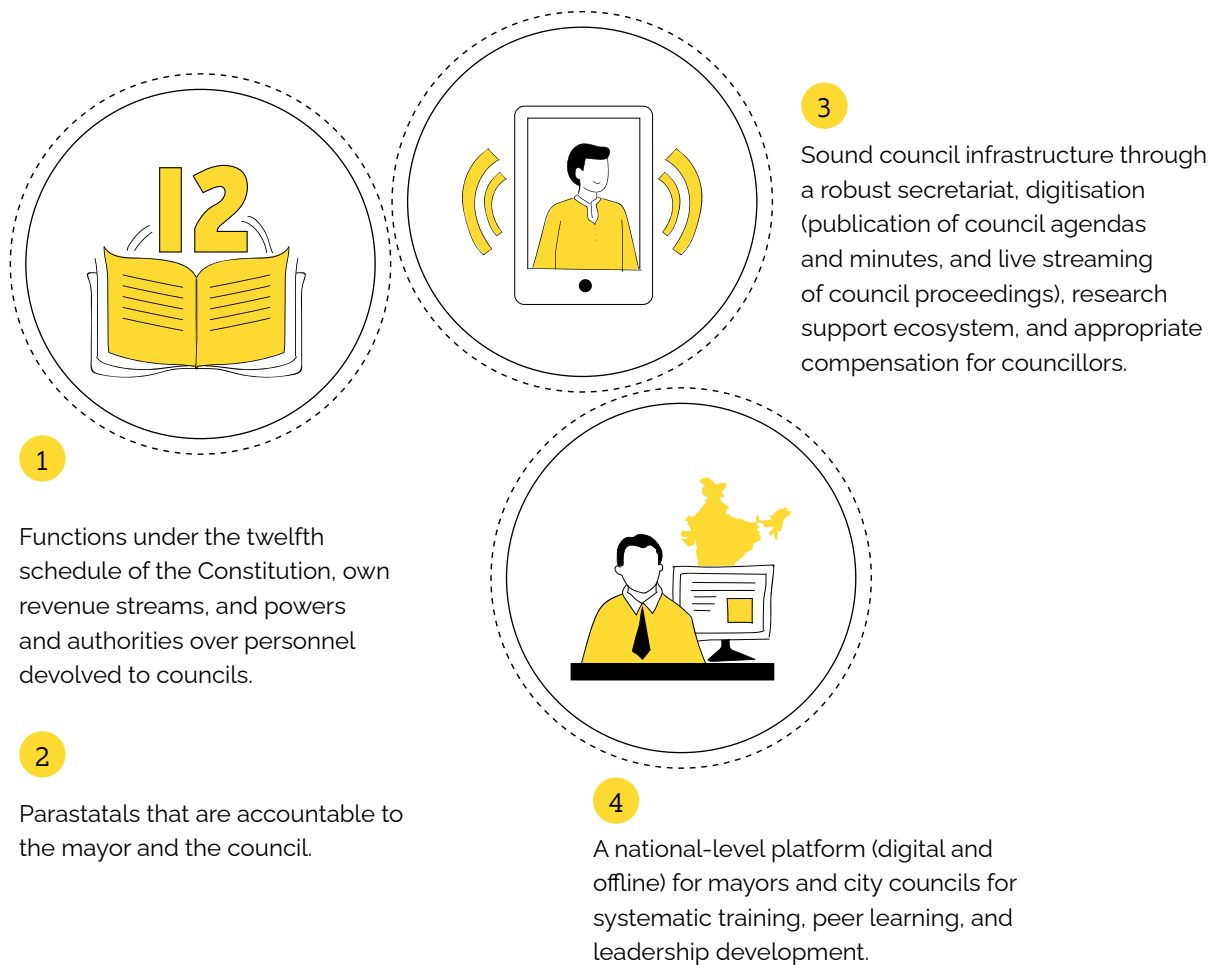 12
1
Functions under the twelfth
schedule of the Constitution, own
revenue streams, and powers
and authorities over personnel
devolved to councils.
2
Parastatals that are accountable to
the mayor and the council.
3
Sound council infrastructure through
a robust secretariat, digitisation
(publication of council agendas
and minutes, and live streaming
of council proceedings), research
support ecosystem, and appropriate
compensation for councillors.
4
A national-level platform (digital and
offline) for mayors and city councils for
systematic training, peer learning, and
leadership development.